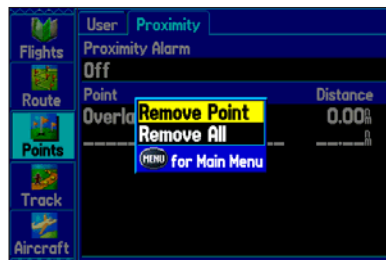 User Proximity
Flights
Proximity Alarm
Off
Route
Point Distance
Remove Point
Overla 0.00
Remove All
Points
MENU for Main Menu
Track
Aircraft